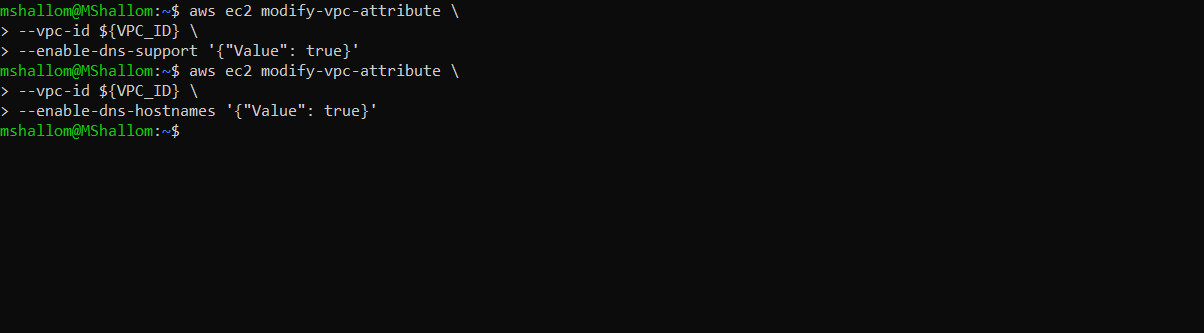 mshallom@MShallom:~$ aws ec2 modify-vpc-attribute \
> --vpc-id ${VPC_ID} \
> --enable-dns-support '{"Value": true}'
mshallom@MShallom:~$ aws ec2 modify-vpc-attribute \
> --vpc-id ${VPC_ID} \
> --enable-dns-hostnames '{"Value": true}'
mshallom@MShallom:~$